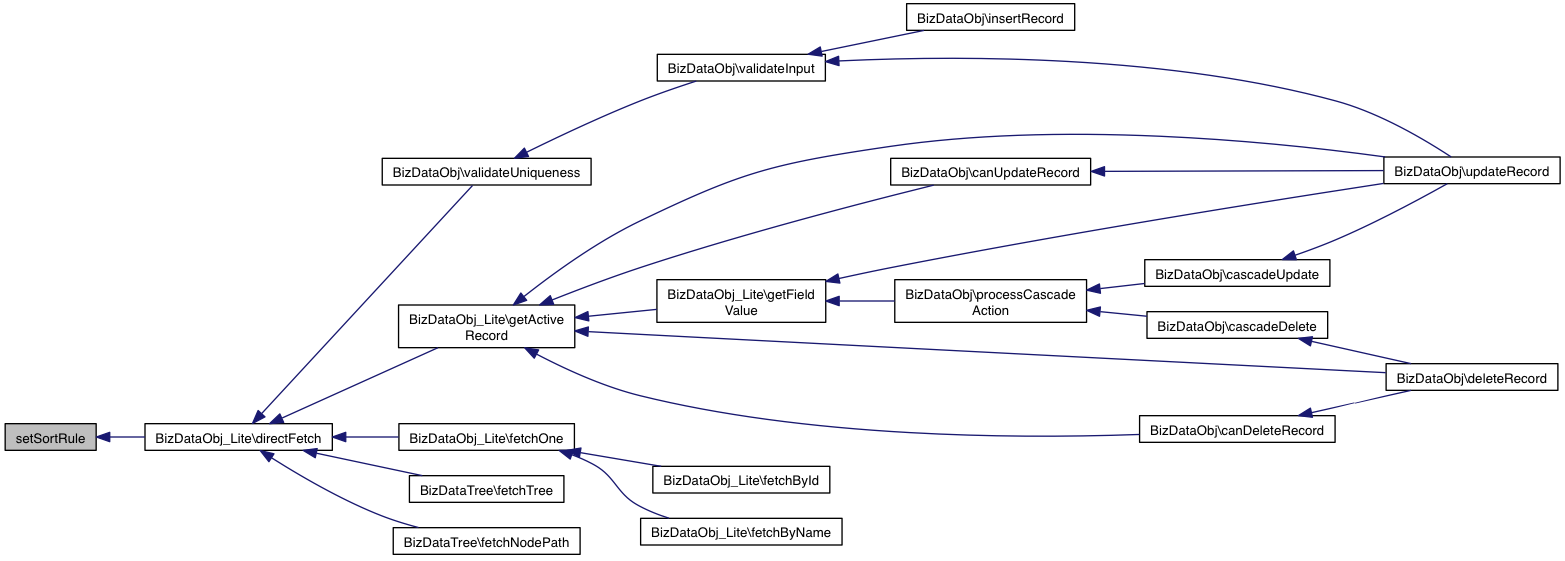 BizDataObj\insertRecord
BizDataObj\validateInput
BizDataObj\validateUniqueness
BizDataObj\canUpdateRecord
BizDataObj\updateRecord
BizDataObj\cascadeUpdate
BizDataObj_Lite\getField
Value
BizDataObj\processCascade
Action
BizDataObj_Lite\getActive
Record
BizDataObj\cascadeDelete
BizDataObj\deleteRecord
BizDataObj\canDeleteRecord
setSortRule
BizDataObj_Lite\directFetch
BizDataObj_Lite\fetchOne
BizDataObj_Lite\fetchById
BizDataTree\fetchTree
BizDataObj_Lite\fetchByName
BizDataTree\fetchNodePath